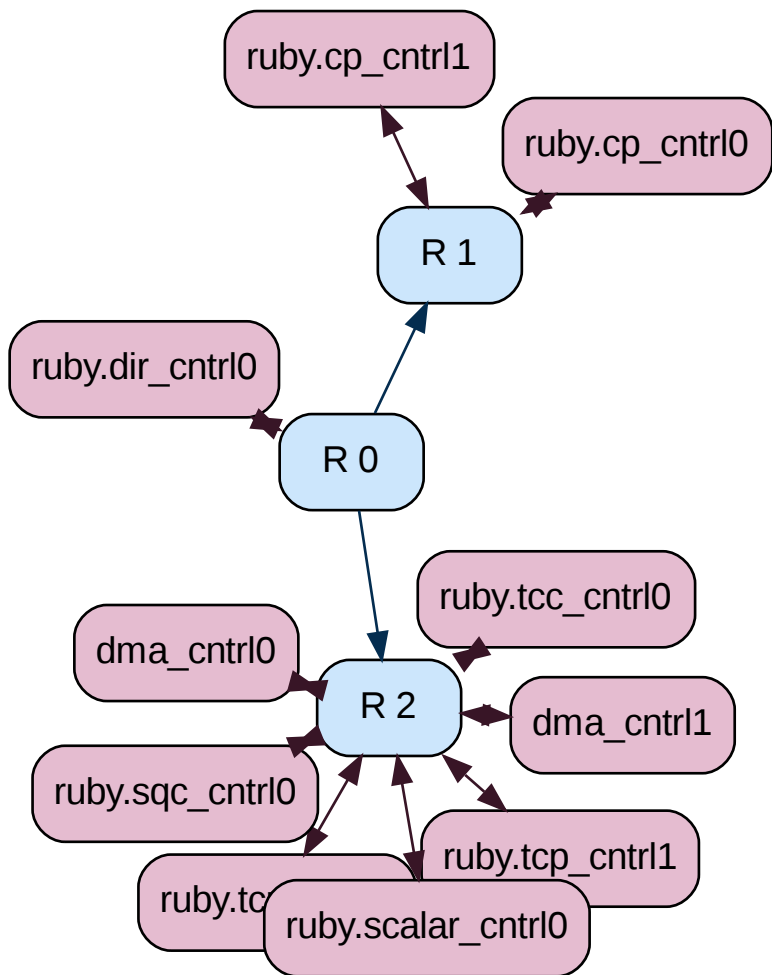 ruby.cp_cntrl1
ruby.cp_cntrl0
R 1
ruby.dir_cntrl0
R 0
ruby.tcc_cntrl0
dma_cntrl0
R 2
dma_cntrl1
ruby.sqc_cntrl0
ruby.tcp_cntrl1
ruby.scalar_cntrl0